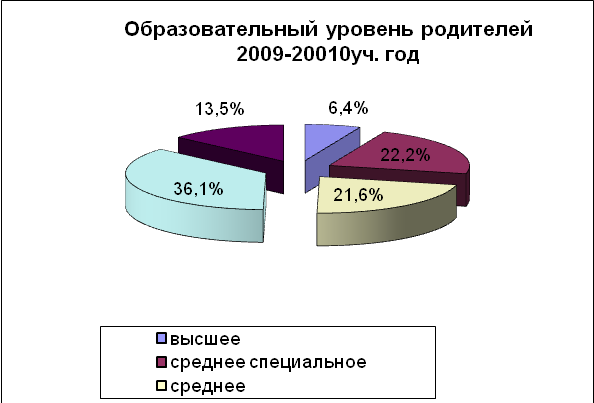 Образовательный уровень родителей
2009-20010уч. год
13,5%
6,4%
22,2%
36,1%
21,6%
высшее
среднее специальное
среднее